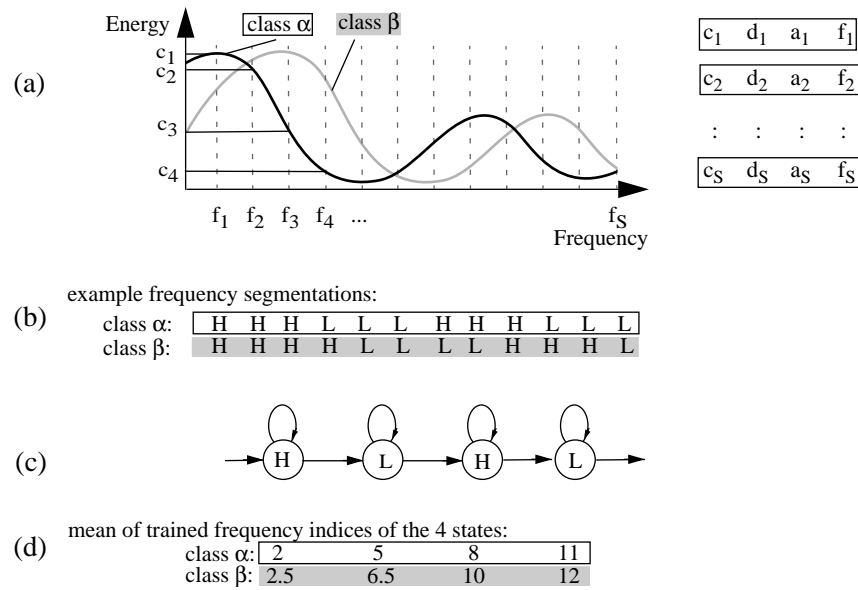 (a)
Energy
class α
class β
c1
c2
c3
c4
f1 f2 f3 f4 ... fS
Frequency
c1 d1 a1 f1
c2 d2 a2 f2
: : : :
cS dS aS fS
(b)
example frequency segmentations:
class α: H H H L L L H H H L L L
class β: H H H H L L L L H H H L
(c)
H L H L
(d)
mean of trained frequency indices of the 4 states:
class α: 2 5 8 11
class β: 2.5 6.5 10 12